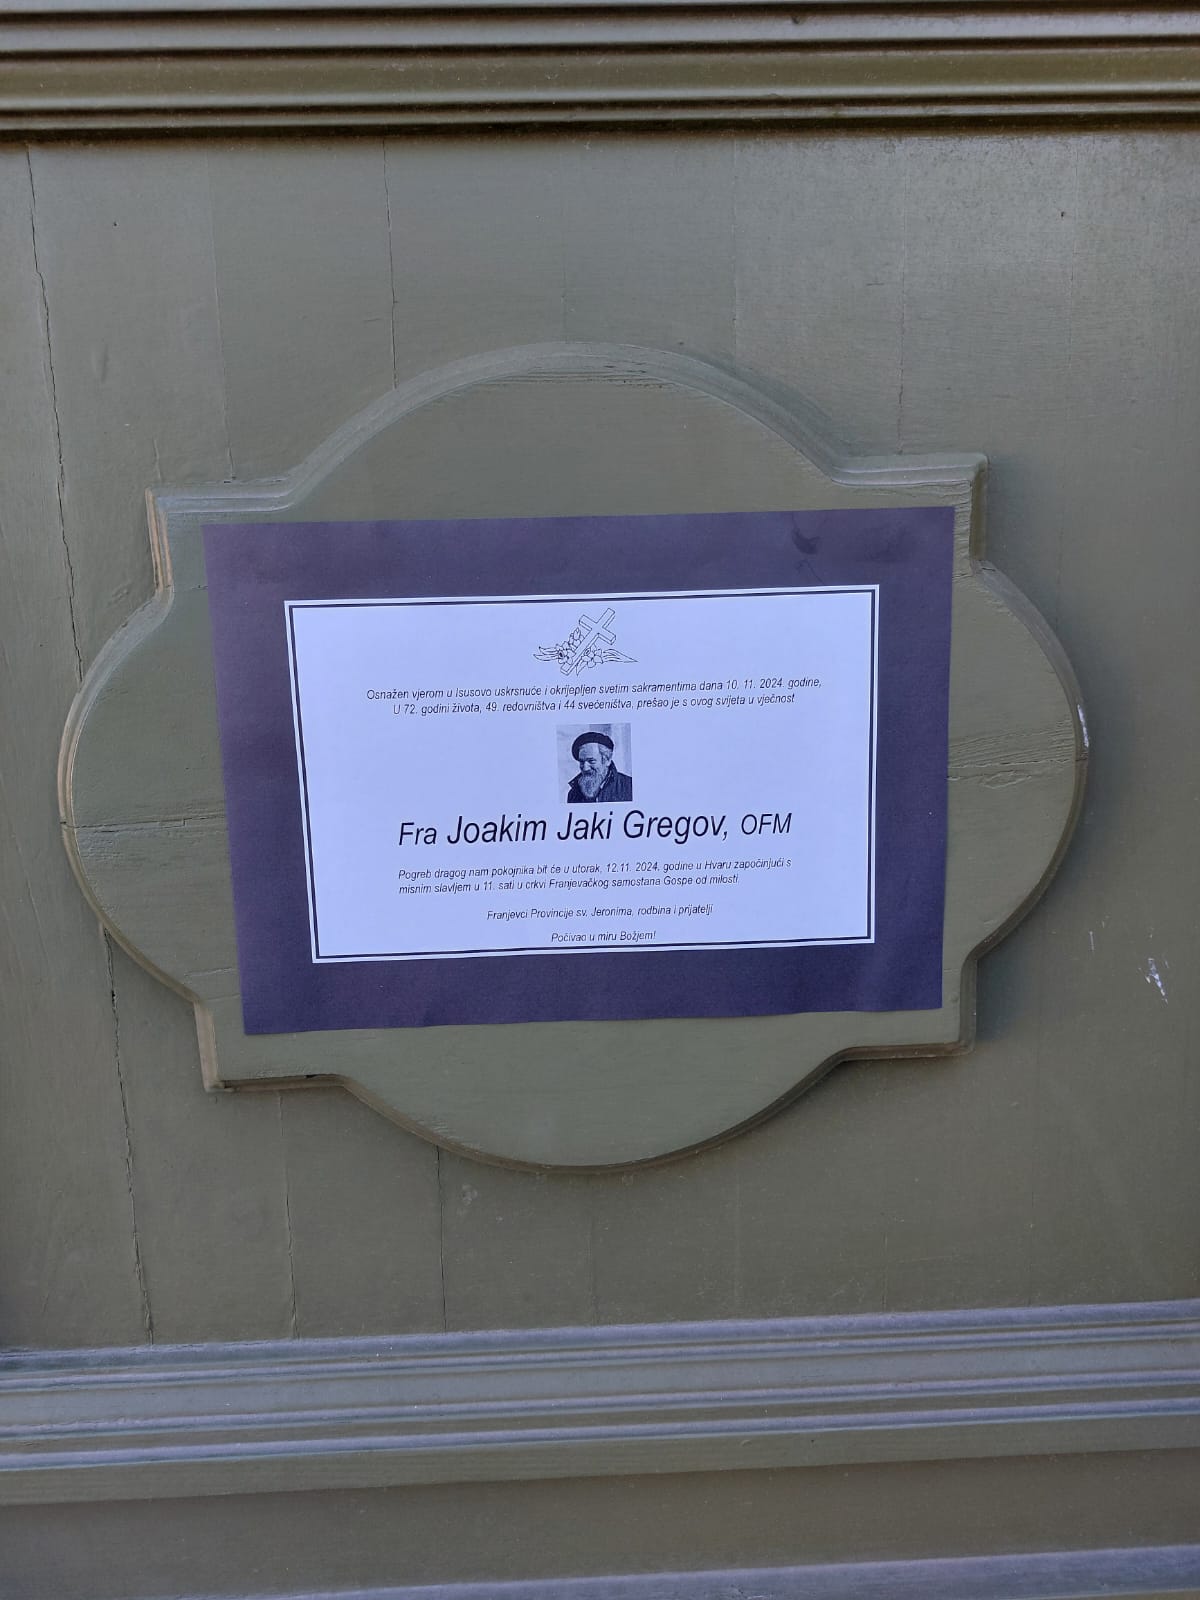 Osnažen vjerom u Isusovo uskrsnuće i okrijepljen svetim sakramentima dana 10. 11. 2024. godine,
U 72. godini života, 49. redovništva i 44 svećeništva, prešao je s ovog svijeta u vječnost
Fra Joakim Jaki Gregov, OFM
Pogreb dragog nam pokojnika bit će u utorak, 12.11. 2024. godine u Hvaru započinjući s
misnim slavljem u 11. sati u crkvi Franjevačkog samostana Gospe od milosti.
Franjevci Provincije sv. Jeronima, rodbina i prijatelji
Počivao u miru Božjem!